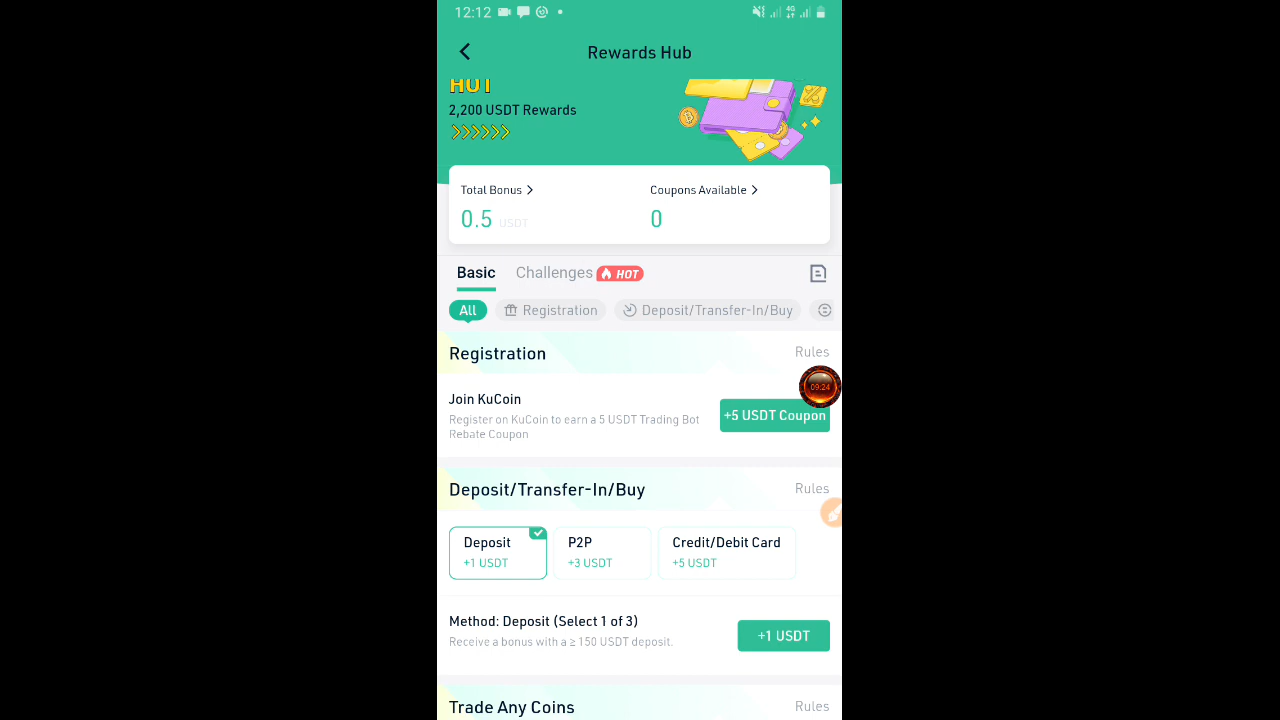 12:12
4G
Rewards Hub
HOT
2,200 USDT Rewards
Total Bonus
Coupons Available
0.5 USDT
0
Basic
Challenges
HOT
All
Registration
Deposit/Transfer-In/Buy
Registration
Rules
09:24
Join KuCoin
Register on KuCoin to earn a 5 USDT Trading Bot
Rebate Coupon
+5 USDT Coupon
Deposit/Transfer-In/Buy
Rules
Deposit
+1 USDT
P2P
+3 USDT
Credit/Debit Card
+5 USDT
Method: Deposit (Select 1 of 3)
Receive a bonus with a ≥ 150 USDT deposit.
+1 USDT
Trade Any Coins
Rules